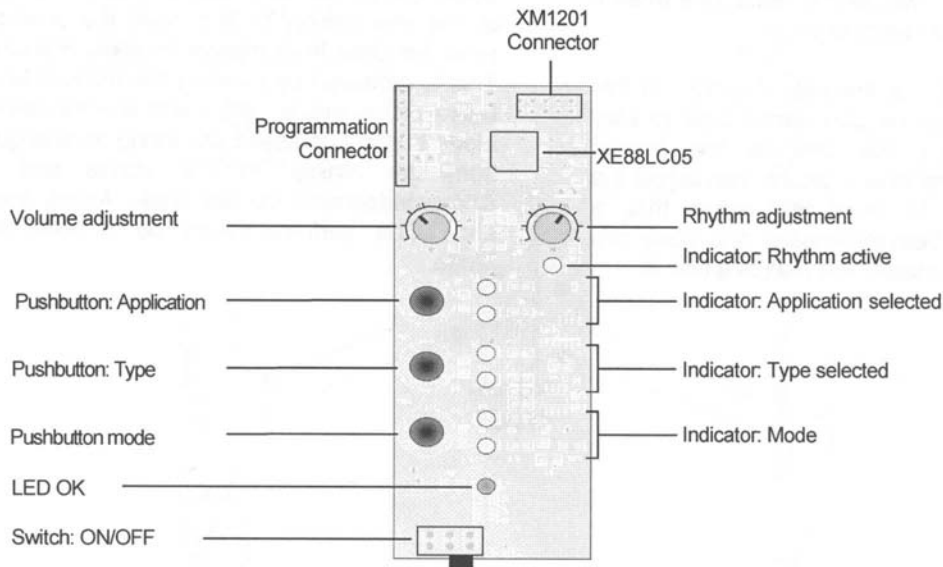 XM1201
Connector
Programmation
Connector
XE88LC05
Volume adjustment
Rhythm adjustment
Indicator: Rhythm active
Pushbutton: Application
Indicator: Application selected
Pushbutton: Type
Indicator: Type selected
Pushbutton mode
Indicator: Mode
LED OK
Switch: ON/OFF